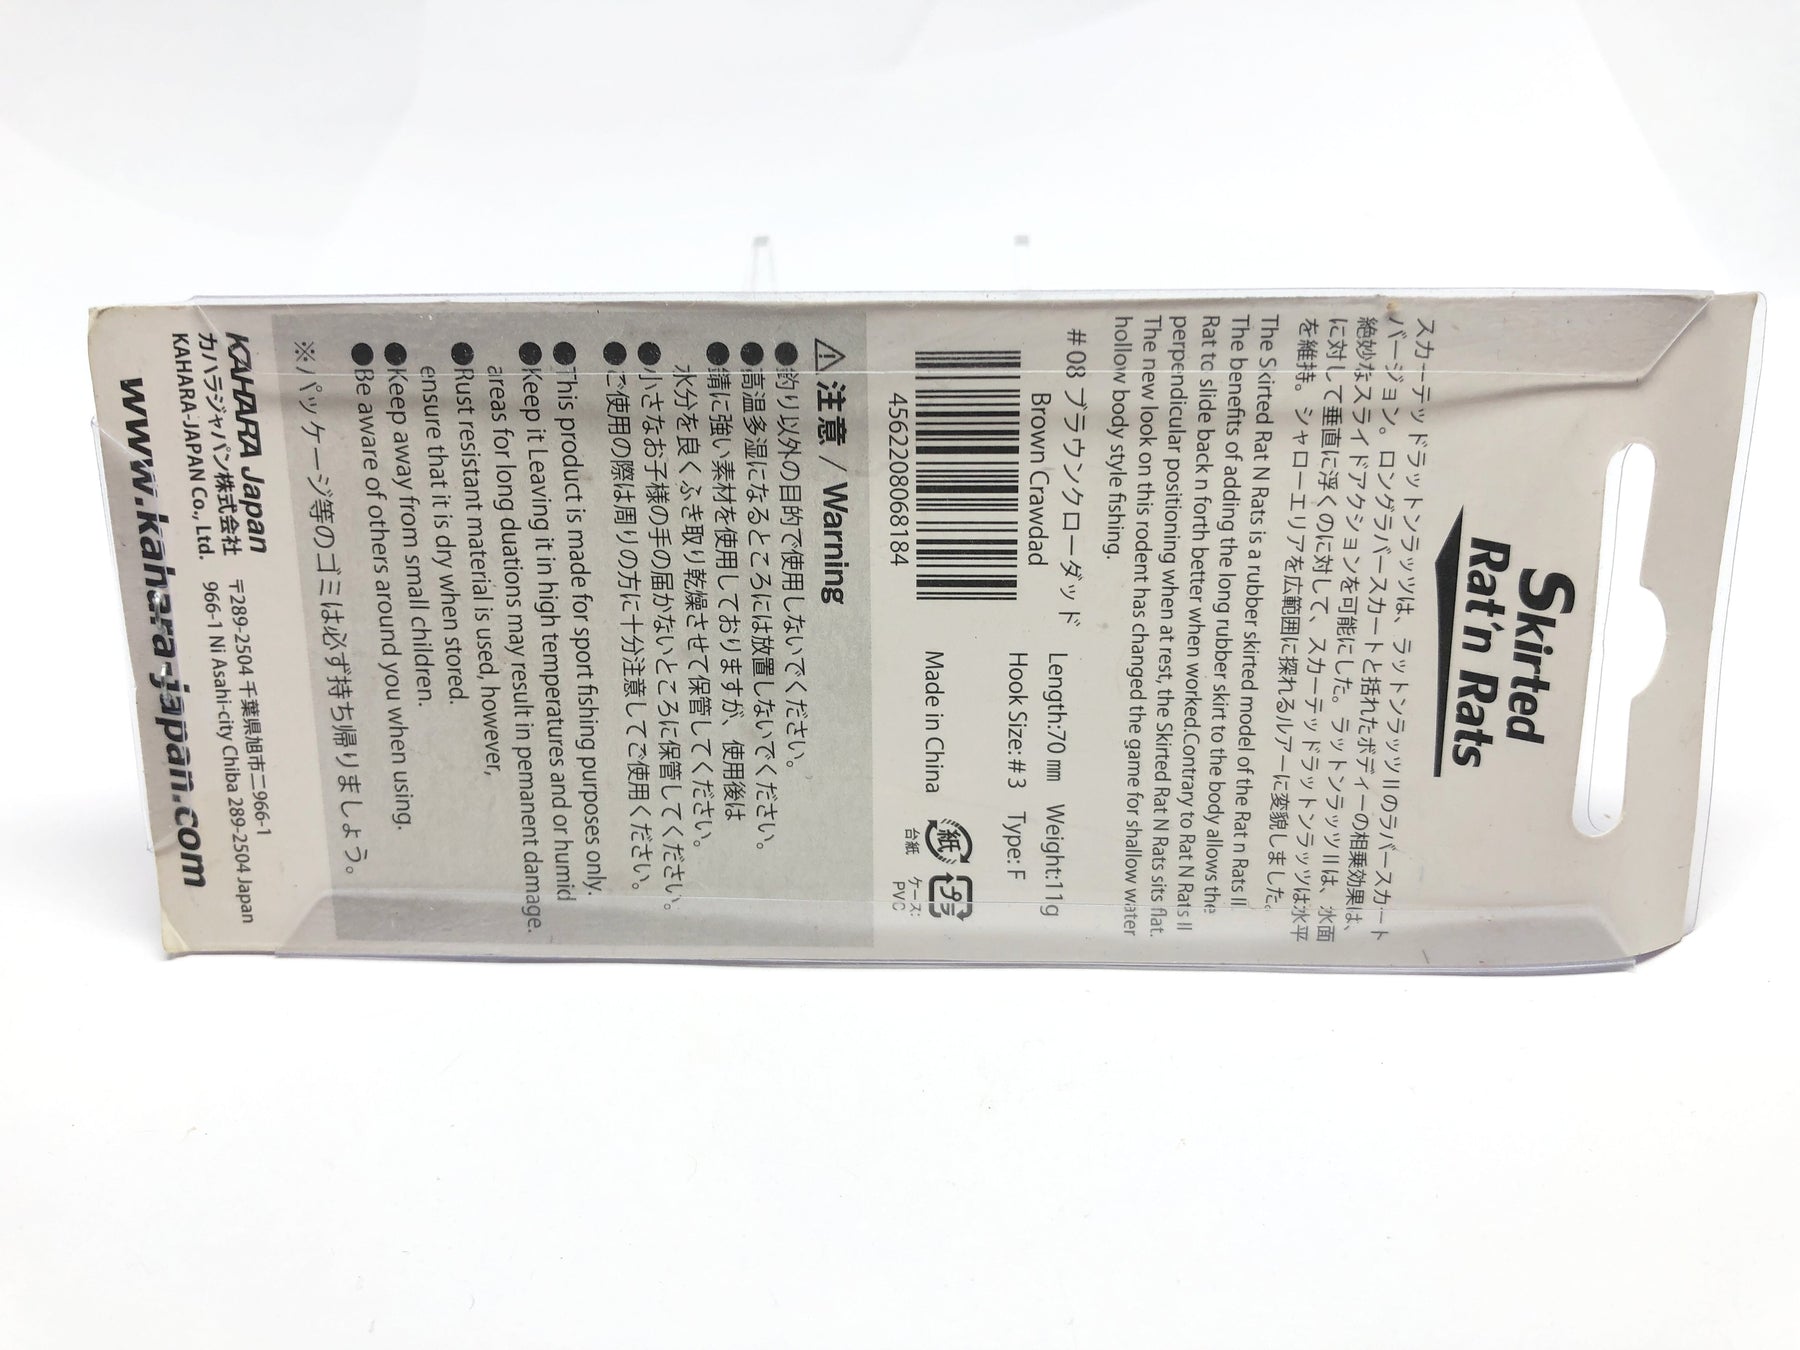 Skirted
Rat'n Rats
スカーテッドラットンラッツは、ラットンラッツIIのラバースカート
バージョン。ロングラバースカートと括れたボディーの相乗効果は、
絶妙なスライドアクションを可能にした。ラットンラッツIIは、水面
に対して垂直に浮くのに対して、スカーテッドラットンラッツは水平
を維持。シャローエリアを広範囲に探れるルアーに変貌しました。
The Skirted Rat N Rats is a rubber skirted model of the Rat n Rats II
The benefits of adding the long rubber skirt to the body allows the
Rat to slide back n forth better when worked.Contrary to Rat N Rats II
perpendicular positioning when at rest, the Skirted Rat N Rats sits flat.
The new look on this rodent has changed the game for shallow water
hollow body style fishing.
#08 ブラウンクローダッド
Brown Crawdad
4562208068184
Length:70㎜ Weight:11g
Hook Size:#3 Type:F
Made in China
紙
台紙
プラ
ケース:
PVC
⚠注意 / Warning
●釣り以外の目的で使用しないでください。
●高温多湿になるところには放置しないでください。
●錆に強い素材を使用しておりますが、使用後は
水分を良くふき取り乾燥させて保管してください。
●小さなお子様の手の届かないところに保管してください。
●ご使用の際は周りの方に十分注意してご使用ください。
●This product is made for sport fishing purposes only.
●Keep it Leaving it in high temperatures and or humid
areas for long duations may result in pemanent damage.
●Rust resistant material is used, however,
ensure that it is dry when stored.
●Keep away from small children.
●Be aware of others around you when using.
※パッケージ等のゴミは必ず持ち帰りましょう。
KAHARA Japan
カハラジャパン株式会社 〒289-2504 千葉県旭市ニ966-1
KAHARA-JAPAN Co., Ltd. 966-1 Ni Asahi-city Chiba 289-2504 Japan
www.kahara-japan.com